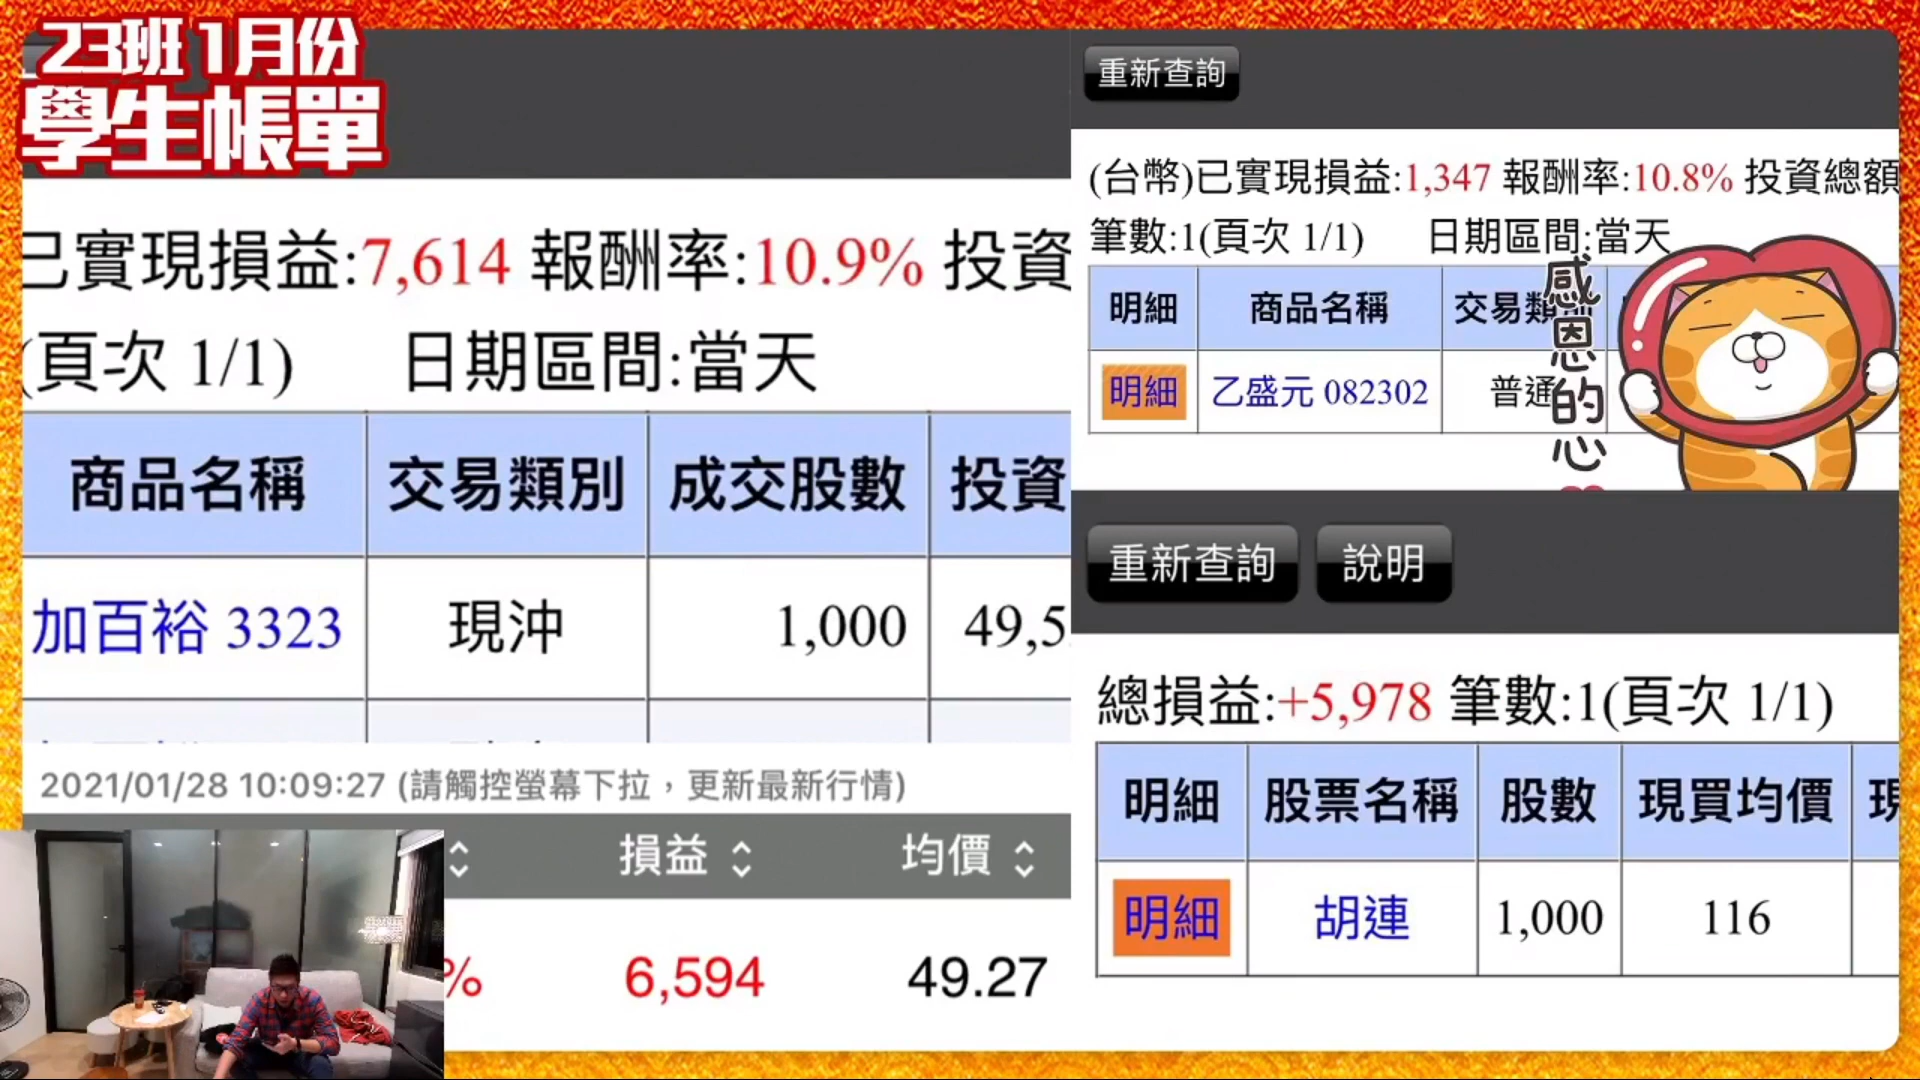 23班1月份
學生帳單
已實現損益:7,614 報酬率:10.9% 投資
(頁次 1/1) 日期區間:當天
商品名稱 交易類別 成交股數 投資
加百裕 3323 現沖 1,000 49,5
2021/01/28 10:09:27 (請觸控螢幕下拉，更新最新行情)
損益 均價
% 6,594 49.27
重新查詢
(台幣)已實現損益:1,347 報酬率:10.8% 投資總額
筆數:1(頁次 1/1) 日期區間:當天
明細 商品名稱 交易類
明細 乙盛元 082302 普通
感恩的心
重新查詢 說明
總損益:+5,978 筆數:1(頁次 1/1)
明細 股票名稱 股數 現買均價 現
明細 胡連 1,000 116